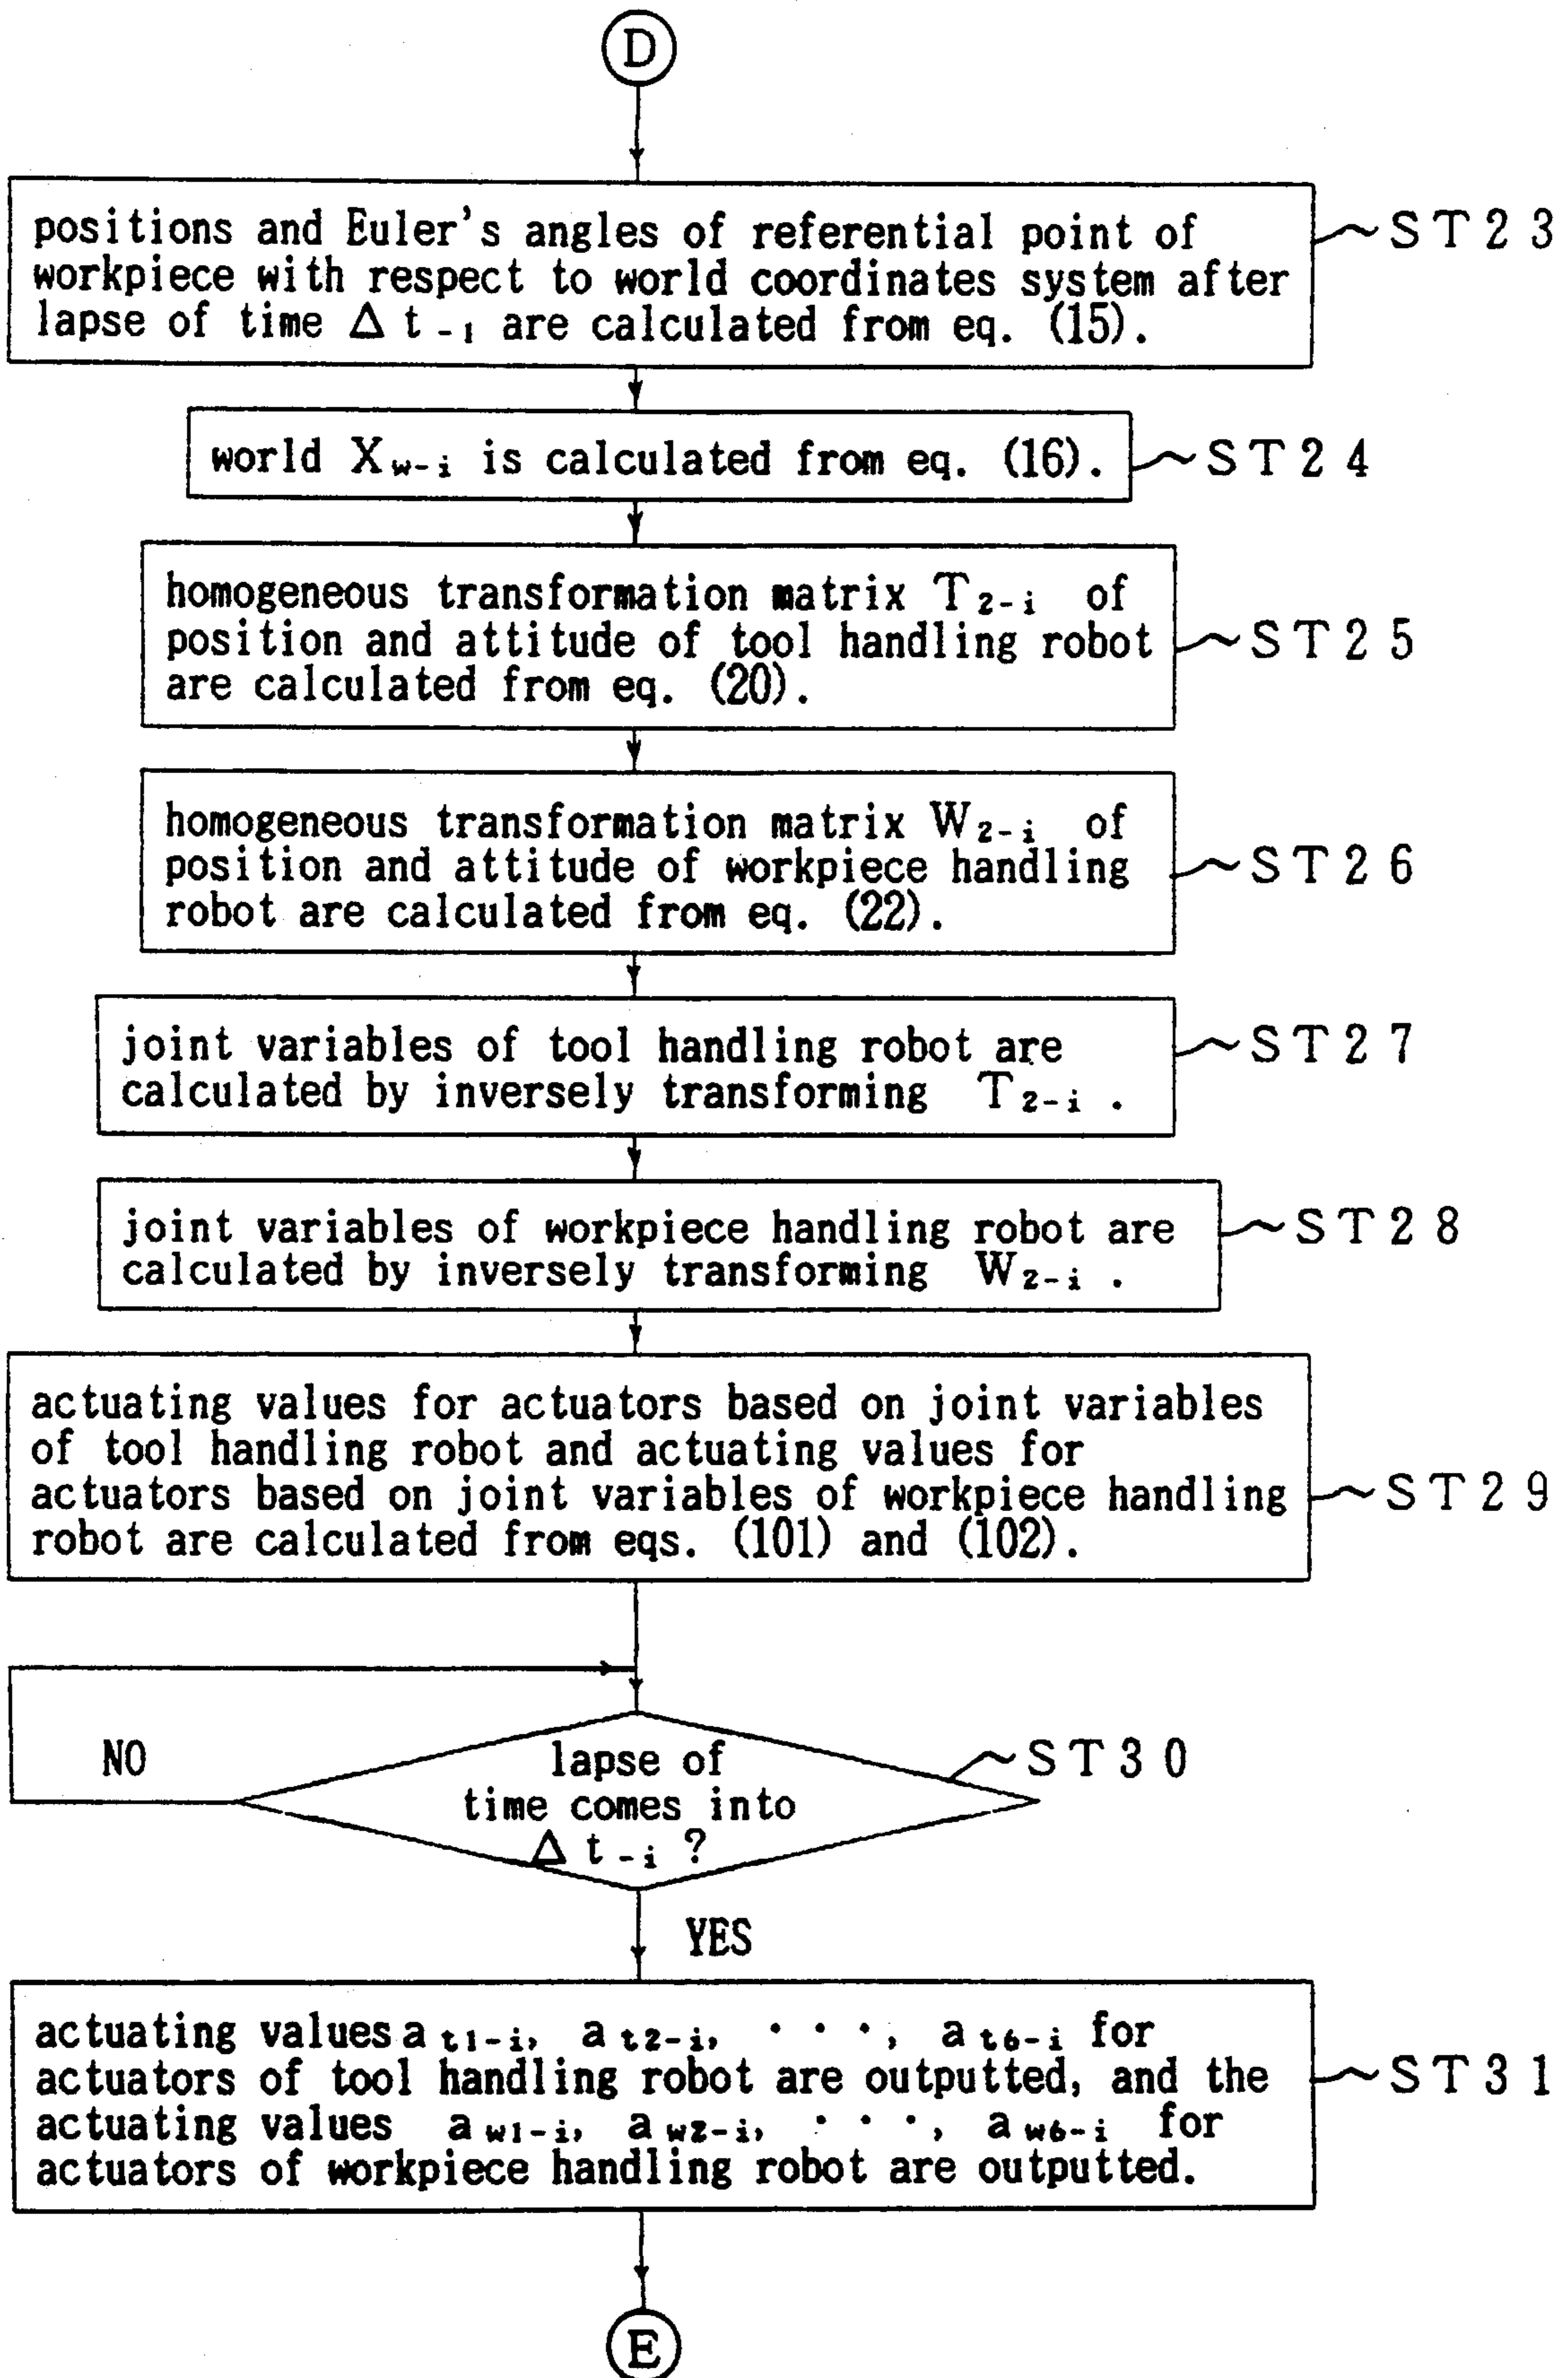 D
positions and Euler's angles of referential point of
workpiece with respect to world coordinates system after
lapse of time Δ t -1 are calculated from eq. (15).
ST23
world Xw-i is calculated from eq. (16).
ST24
homogeneous transformation matrix T2-i of
position and attitude of tool handling robot
are calculated from eq. (20).
ST25
homogeneous transformation matrix W2-i of
position and attitude of workpiece handling
robot are calculated from eq. (22).
ST26
joint variables of tool handling robot are
calculated by inversely transforming T2-i .
ST27
joint variables of workpiece handling robot are
calculated by inversely transforming W2-i .
ST28
actuating values for actuators based on joint variables
of tool handling robot and actuating values for
actuators based on joint variables of workpiece handling
robot are calculated from eqs. (101) and (102).
ST29
NO
lapse of
time comes into
Δ t -i ?
ST30
YES
actuating values at1-i, at2-i, · · ·, at6-i for
actuators of tool handling robot are outputted, and the
actuating values aw1-i, aw2-i, · · ·, aw6-i for
actuators of workpiece handling robot are outputted.
ST31
E